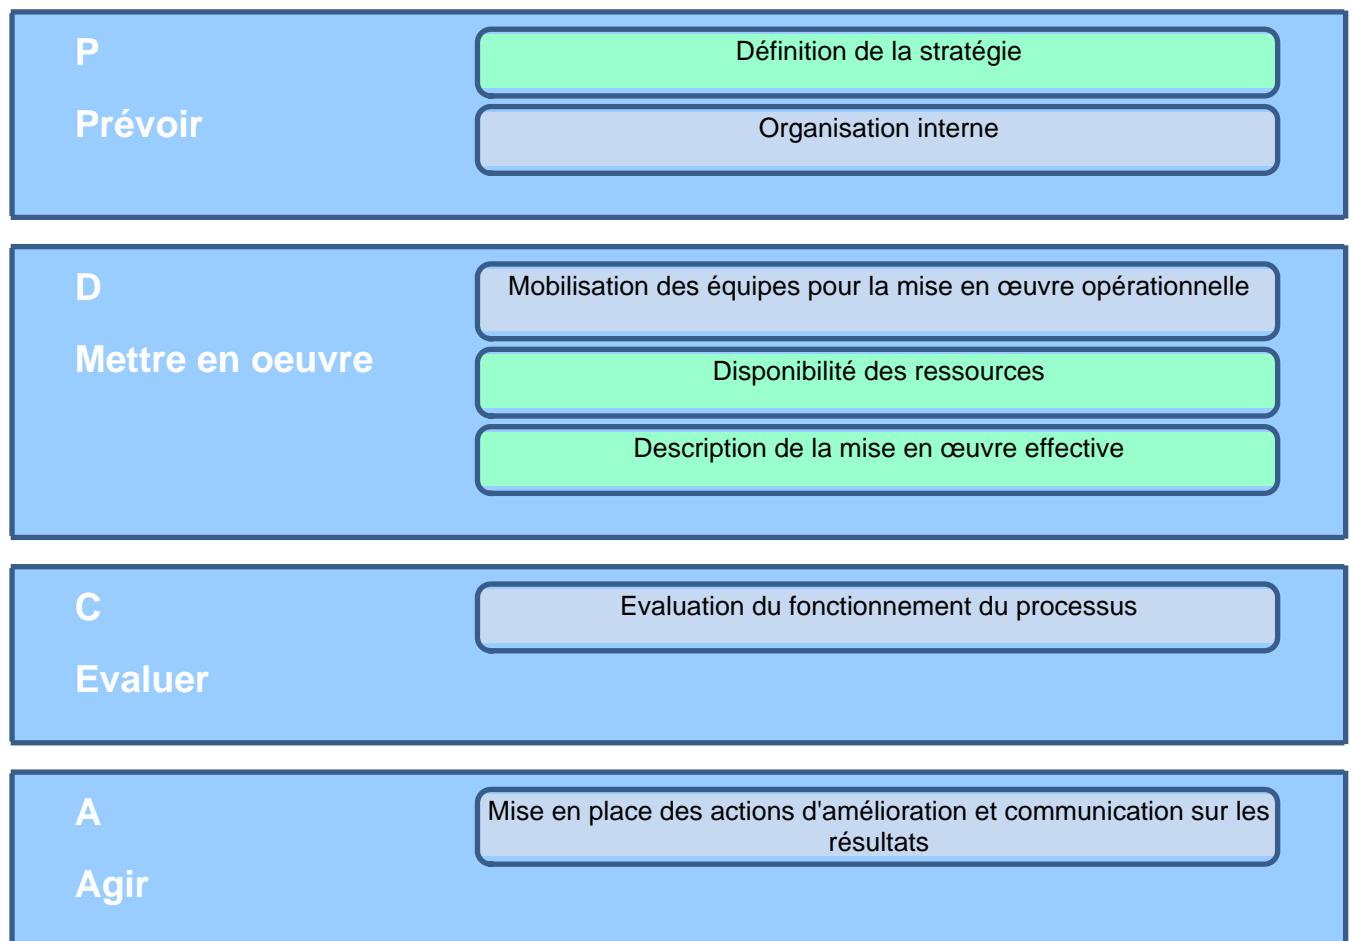 P
Prévoir
Définition de la stratégie
Organisation interne
D
Mettre en oeuvre
Mobilisation des équipes pour la mise en œuvre opérationnelle
Disponibilité des ressources
Description de la mise en œuvre effective
C
Evaluer
Evaluation du fonctionnement du processus
A
Agir
Mise en place des actions d'amélioration et communication sur les
résultats